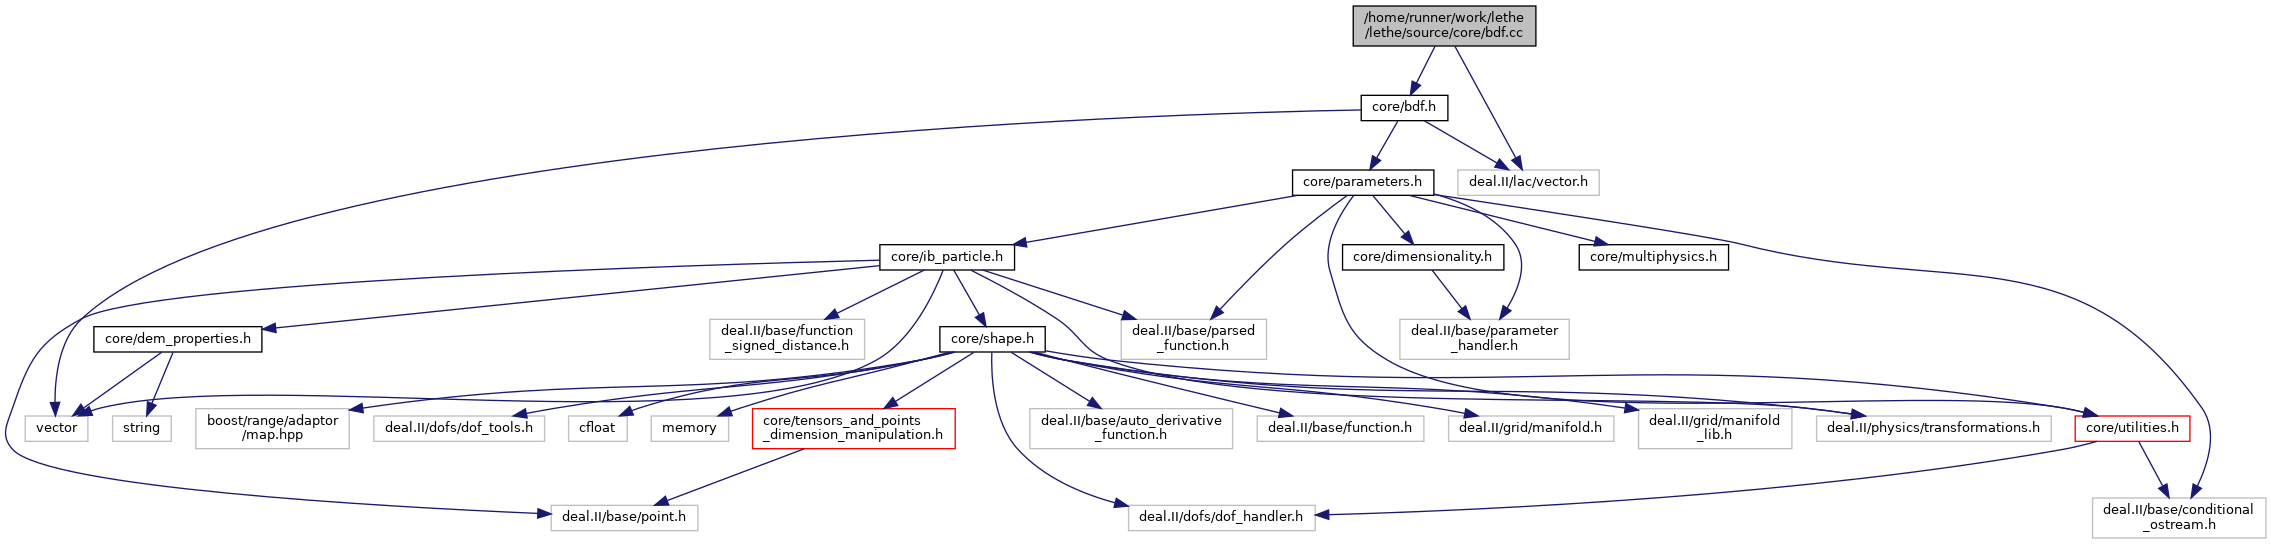 /home/runner/work/lethe
/lethe/source/core/bdf.cc
core/bdf.h
core/parameters.h
deal.II/lac/vector.h
core/ib_particle.h
core/dimensionality.h
core/multiphysics.h
core/dem_properties.h
deal.II/base/function
_signed_distance.h
core/shape.h
deal.II/base/parsed
_function.h
deal.II/base/parameter
_handler.h
vector
string
boost/range/adaptor
/map.hpp
deal.II/dofs/dof_tools.h
cfloat
memory
core/tensors_and_points
_dimension_manipulation.h
deal.II/base/auto_derivative
_function.h
deal.II/base/function.h
deal.II/grid/manifold.h
deal.II/grid/manifold
_lib.h
deal.II/physics/transformations.h
core/utilities.h
deal.II/base/point.h
deal.II/dofs/dof_handler.h
deal.II/base/conditional
_ostream.h